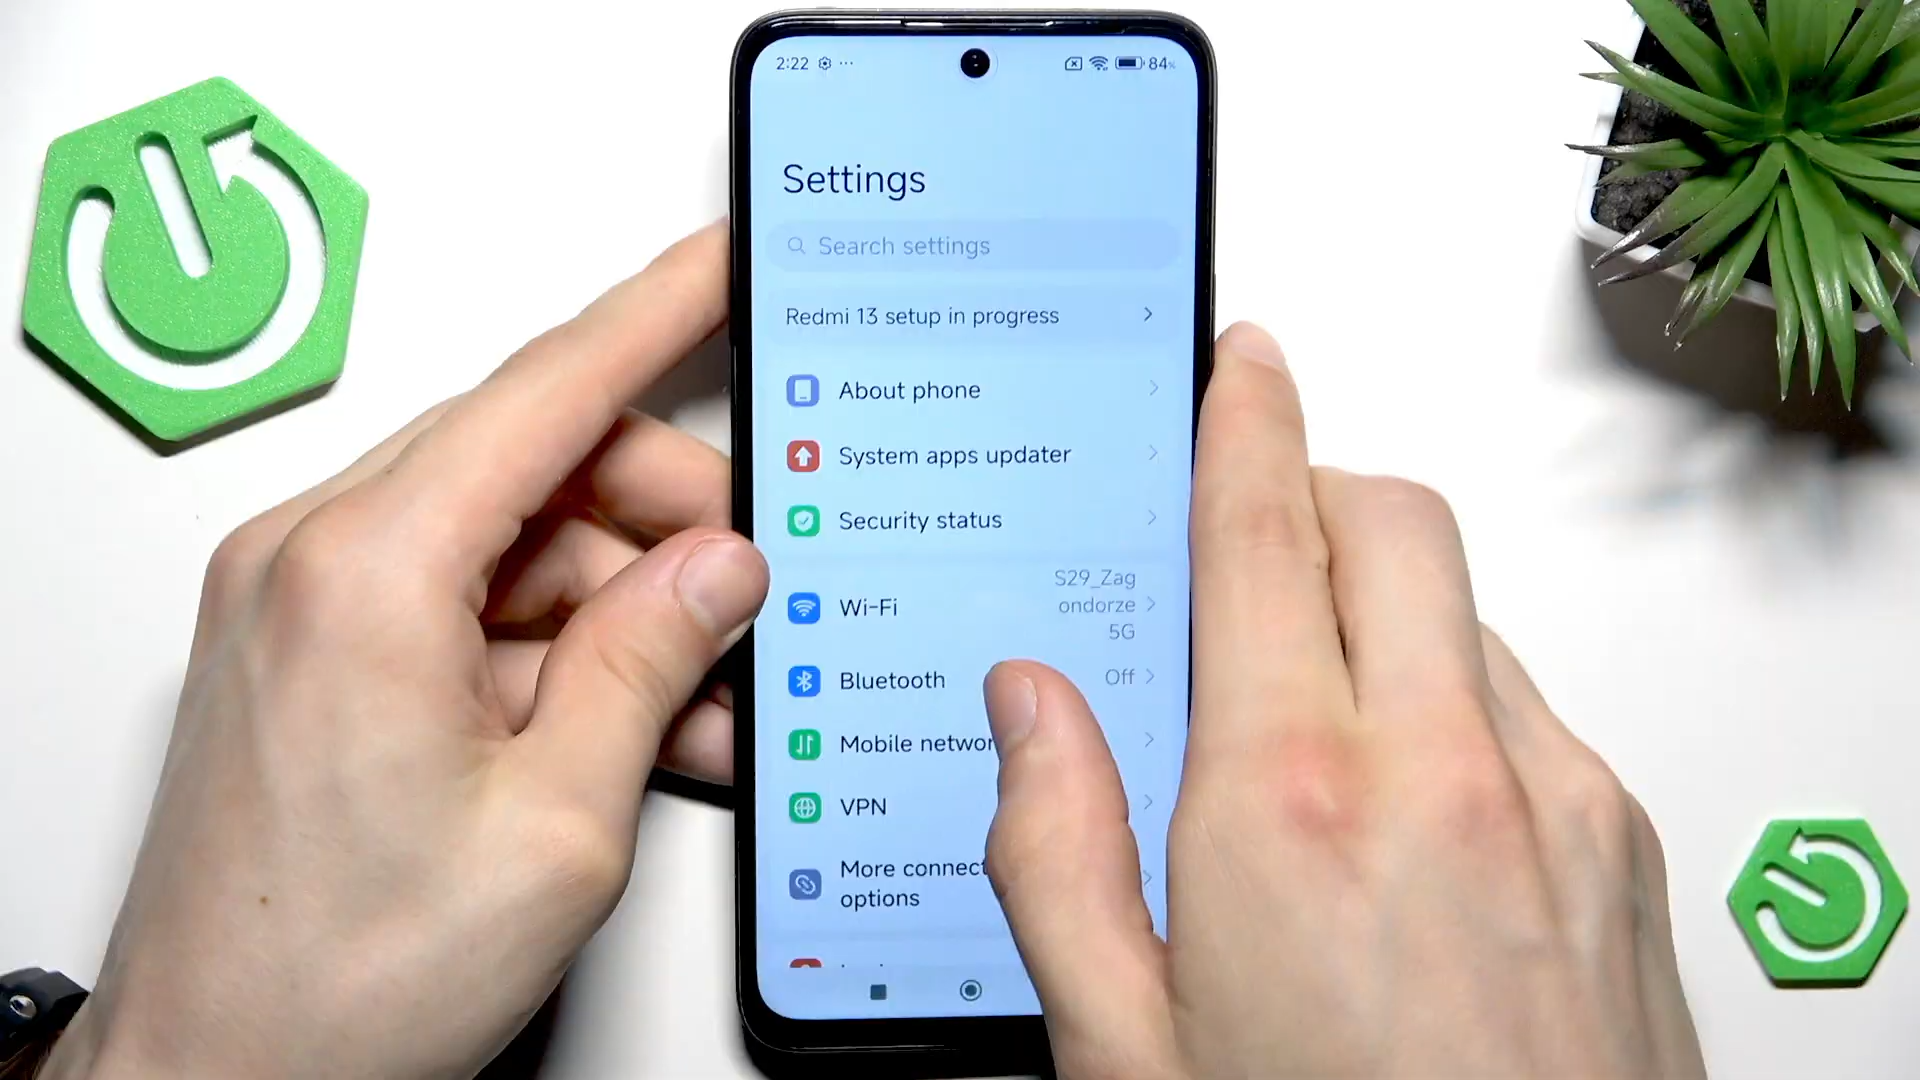 2:22 84%
Settings
Search settings
Redmi 13 setup in progress
About phone
System apps updater
Security status
Wi-Fi
S29_Zag
ondorze
5G
Bluetooth Off
Mobile networ
VPN
More connect
options